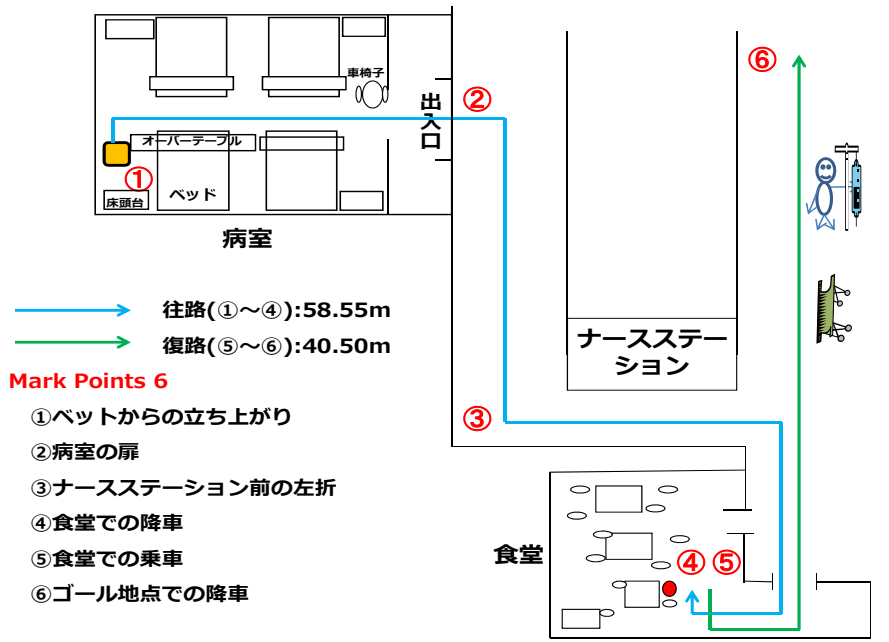 ⑥
車椅子
②
出入口
オーバーテーブル
①
床頭台
ベッド
病室
往路(①～④):58.55m
復路(⑤～⑥):40.50m
ナースステー
ション
Mark Points 6
①ベットからの立ち上がり
②病室の扉
③ナースステーション前の左折
④食堂での降車
⑤食堂での乗車
⑥ゴール地点での降車
③
食堂
④
⑤